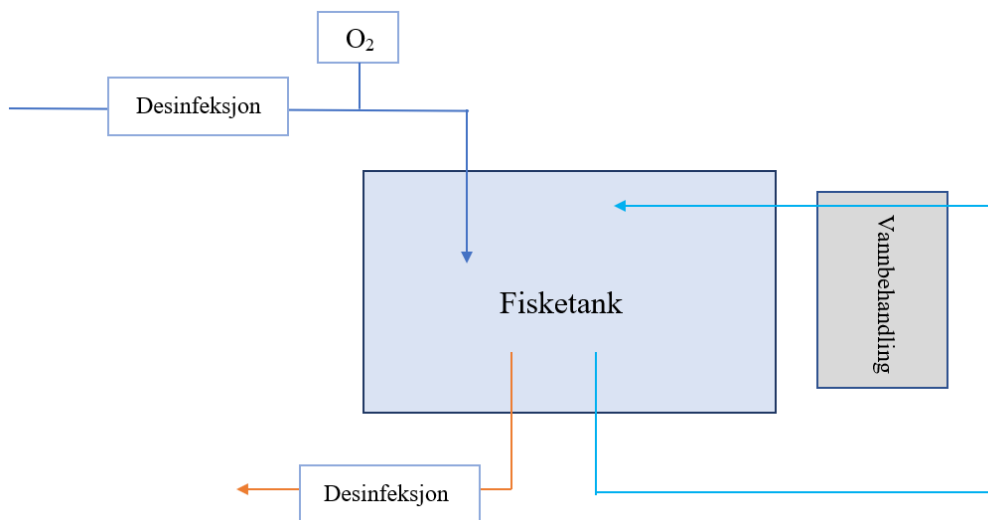 O₂
Desinfeksjon
Fisketank
Vannbehandling
Desinfeksjon